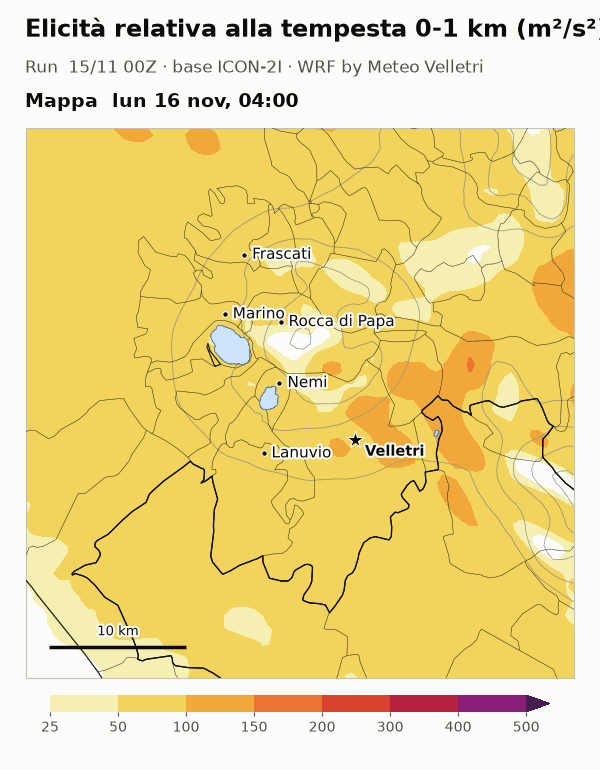 Elicità relativa alla tempesta 0-1 km (m²/s²)
Run 15/11 00Z · base ICON-2I · WRF by Meteo Velletri
Mappa lun 16 nov, 04:00
Frascati
Marino
Rocca di Papa
Nemi
Velletri
Lanuvio
10 km
25 50 100 150 200 300 400 500